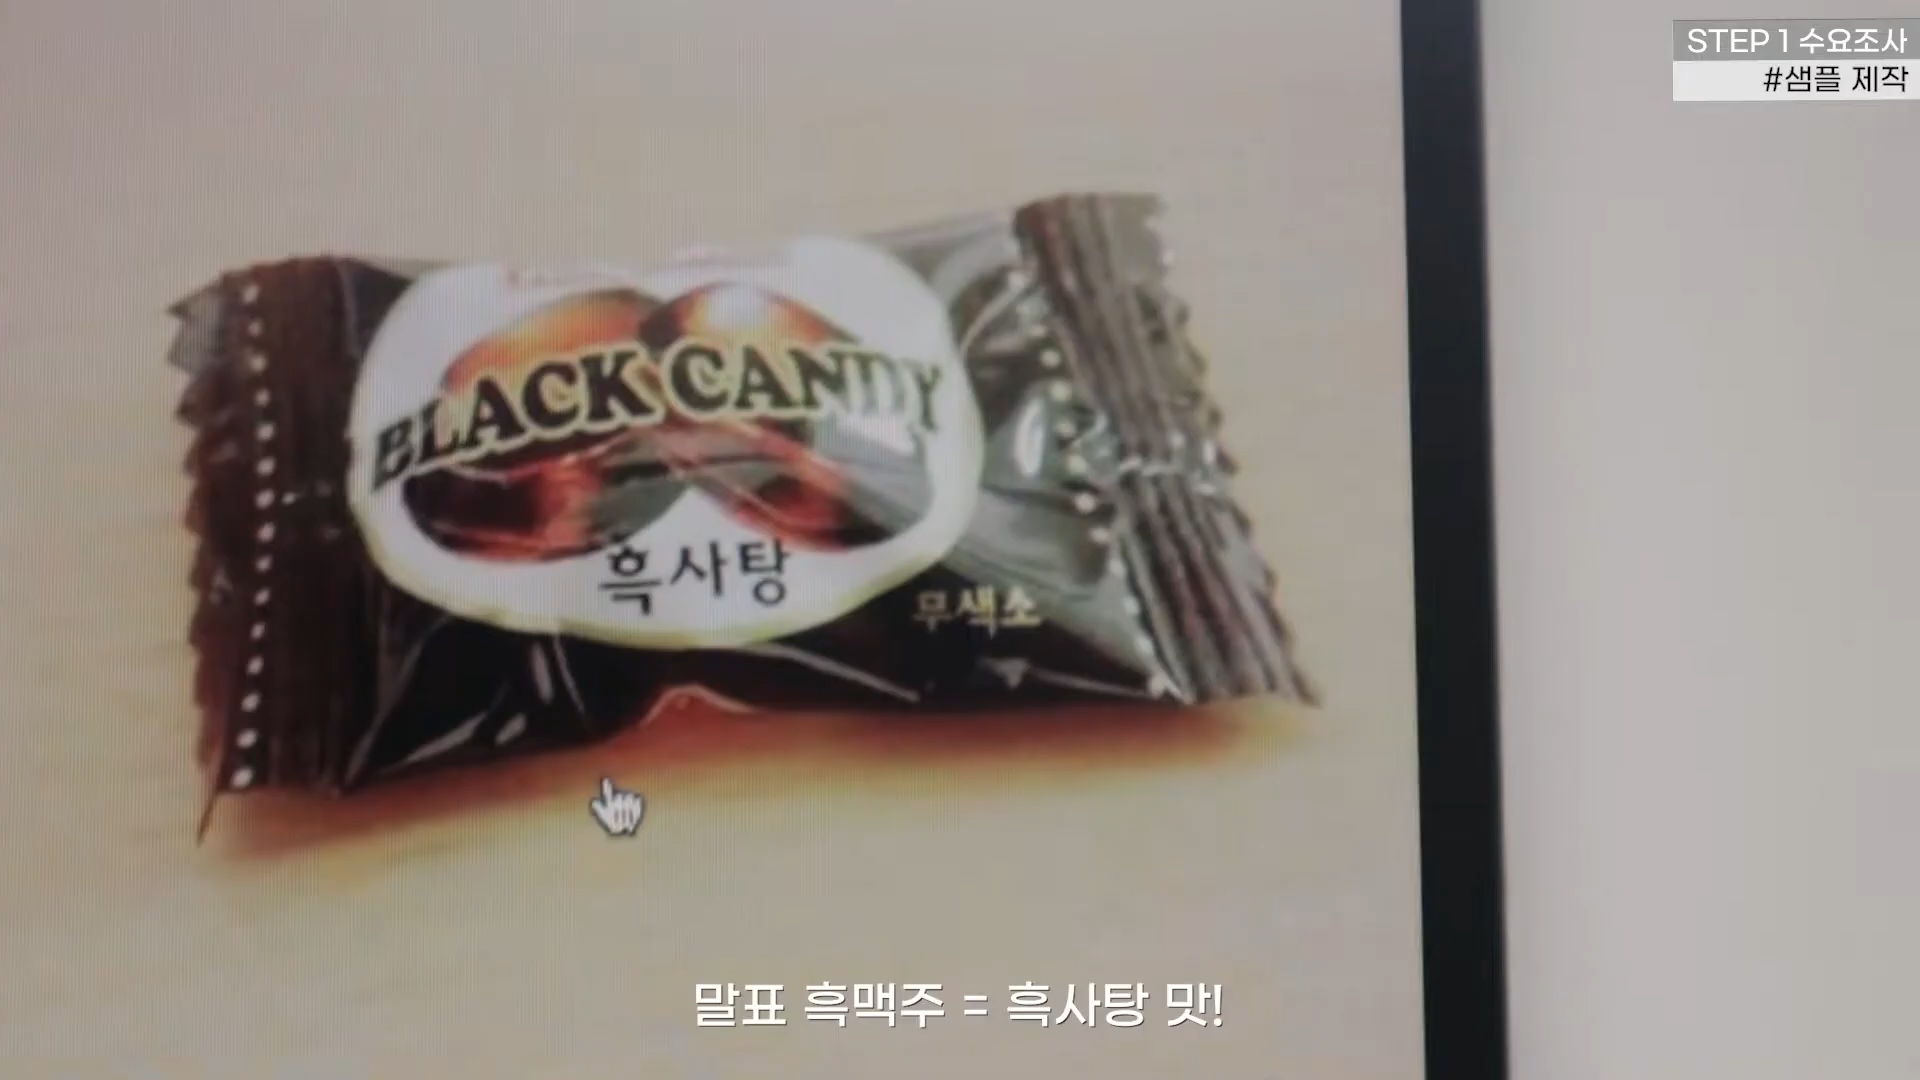 STEP 1 수요조사
#샘플 제작
BLACK CANDY
흑사탕
무색소
말표 흑맥주 = 흑사탕 맛!